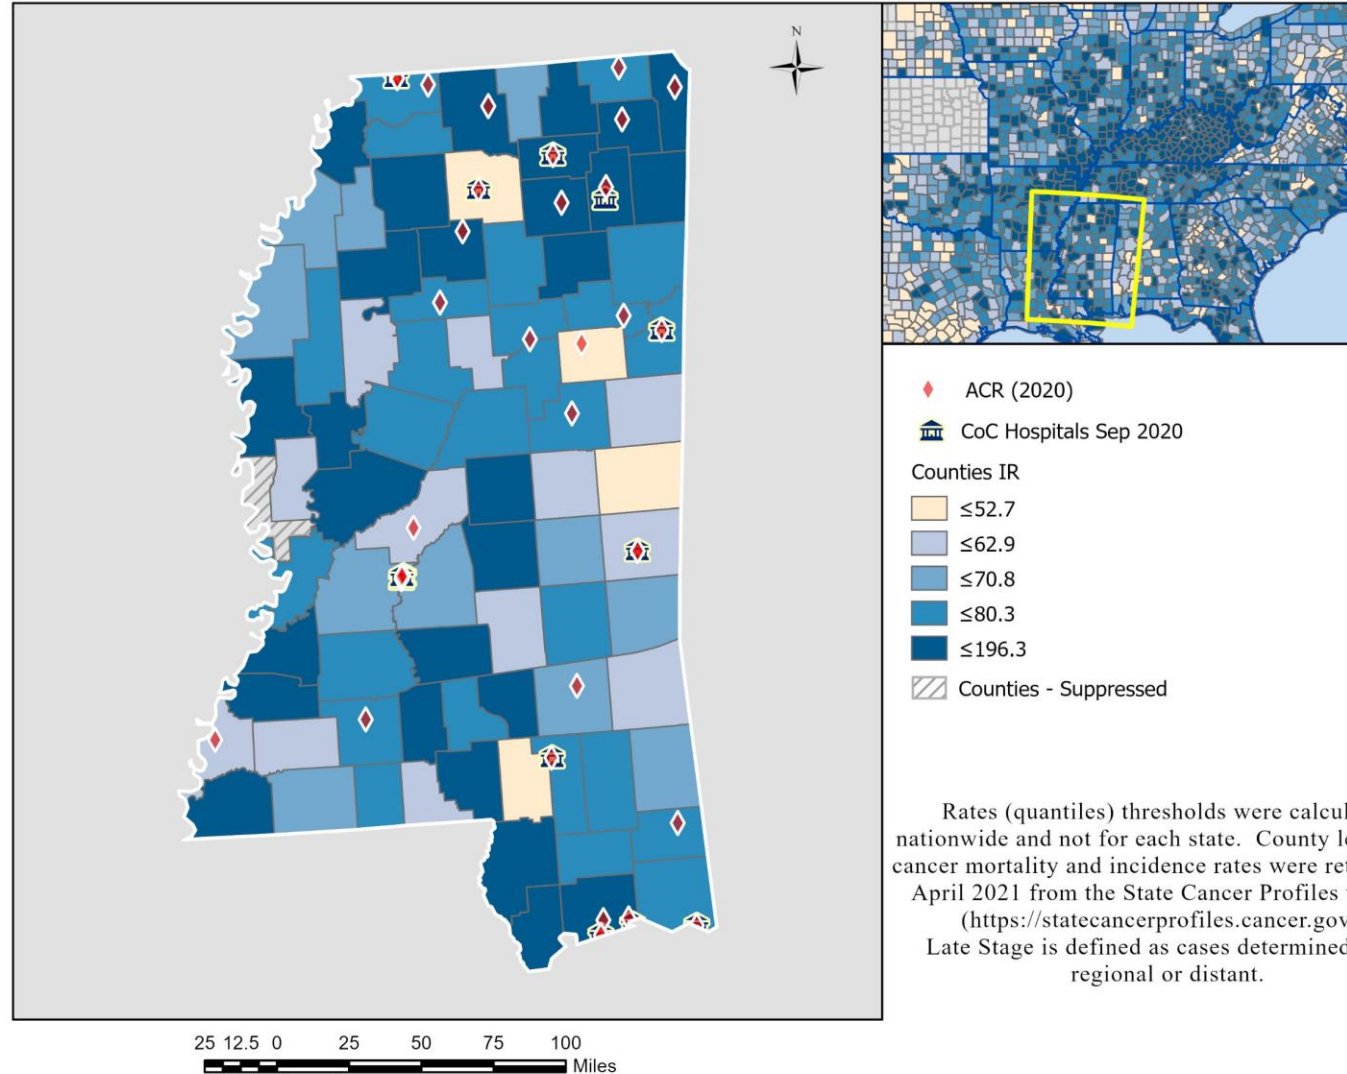 N
ACR (2020)
CoC Hospitals Sep 2020
Counties IR
≤52.7
≤62.9
≤70.8
≤80.3
≤196.3
Counties - Suppressed
Rates (quantiles) thresholds were
nationwide and not for each state. County
cancer mortality and incidence rates were
April 2021 from the State Cancer Profiles
(https://statecancerprofiles.cancer.gov
Late Stage is defined as cases determined
regional or distant.
25 12.5 0 25 50 75 100
Miles